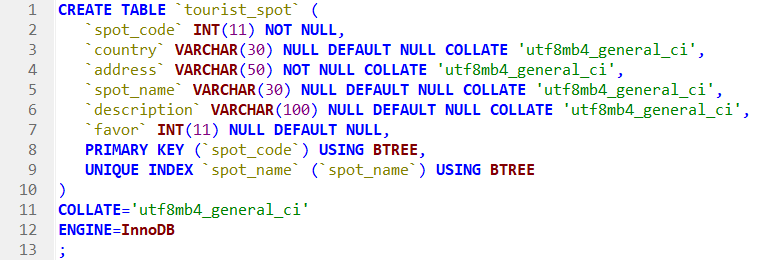 1 CREATE TABLE `tourist_spot` (
2 `spot_code` INT(11) NOT NULL,
3 `country` VARCHAR(30) NULL DEFAULT NULL COLLATE 'utf8mb4_general_ci',
4 `address` VARCHAR(50) NOT NULL COLLATE 'utf8mb4_general_ci',
5 `spot_name` VARCHAR(30) NULL DEFAULT NULL COLLATE 'utf8mb4_general_ci',
6 `description` VARCHAR(100) NULL DEFAULT NULL COLLATE 'utf8mb4_general_ci',
7 `favor` INT(11) NULL DEFAULT NULL,
8 PRIMARY KEY (`spot_code`) USING BTREE,
9 UNIQUE INDEX `spot_name` (`spot_name`) USING BTREE
10 )
11 COLLATE='utf8mb4_general_ci'
12 ENGINE=InnoDB
13 ;